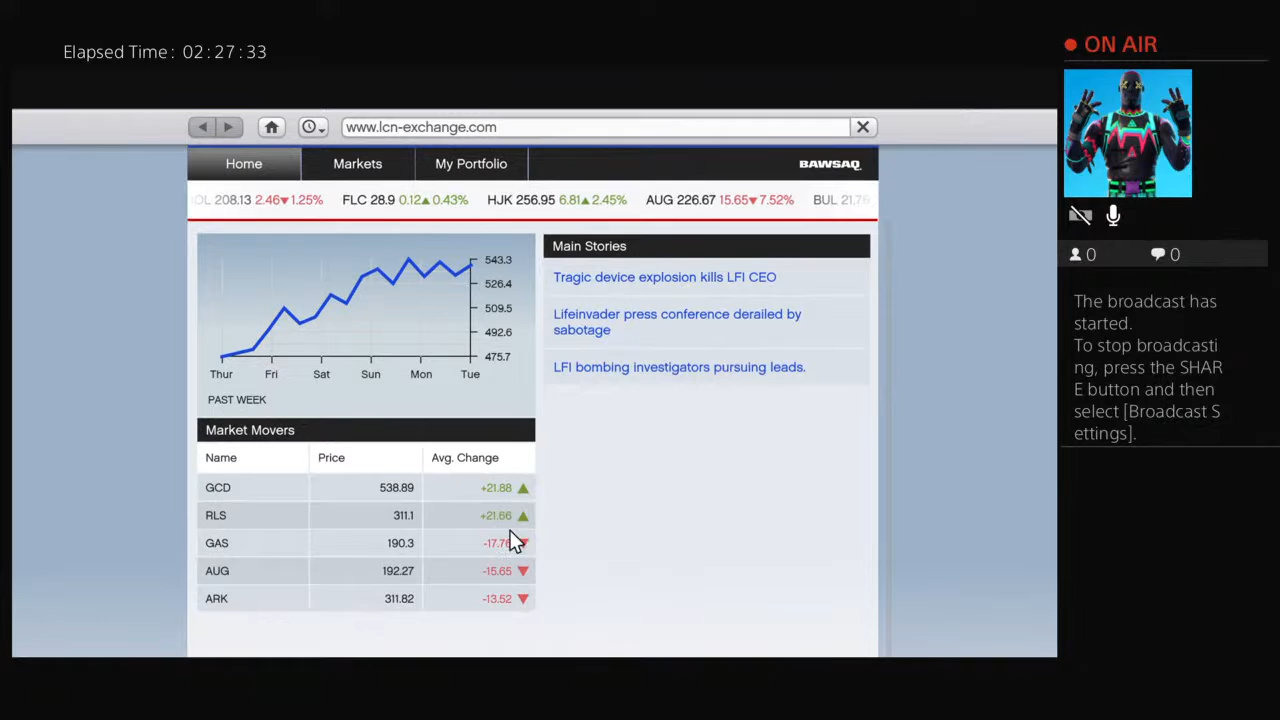 Elapsed Time: 02:27:33
ON AIR
www.lcn-exchange.com
Home Markets My Portfolio BAWSAQ
208.13 2.46▼1.25% FLC 28.9 0.12▲0.43% HJK 256.95 6.81▲2.45% AUG 226.67 15.65▼7.52% BUL
543.3
526.4
509.5
492.6
475.7
Thur Fri Sat Sun Mon Tue
PAST WEEK
Main Stories
Tragic device explosion kills LFI CEO
Lifeinvader press conference derailed by
sabotage
LFI bombing investigators pursuing leads.
Market Movers
Name Price Avg. Change
GCD 538.89 +21.88 ▲
RLS 311.1 +21.66 ▲
GAS 190.3
AUG 192.27 -15.65 ▼
ARK 311.82 -13.52 ▼
0 0
The broadcast has
started.
To stop broadcasti
ng, press the SHAR
E button and then
select [Broadcast S
ettings].